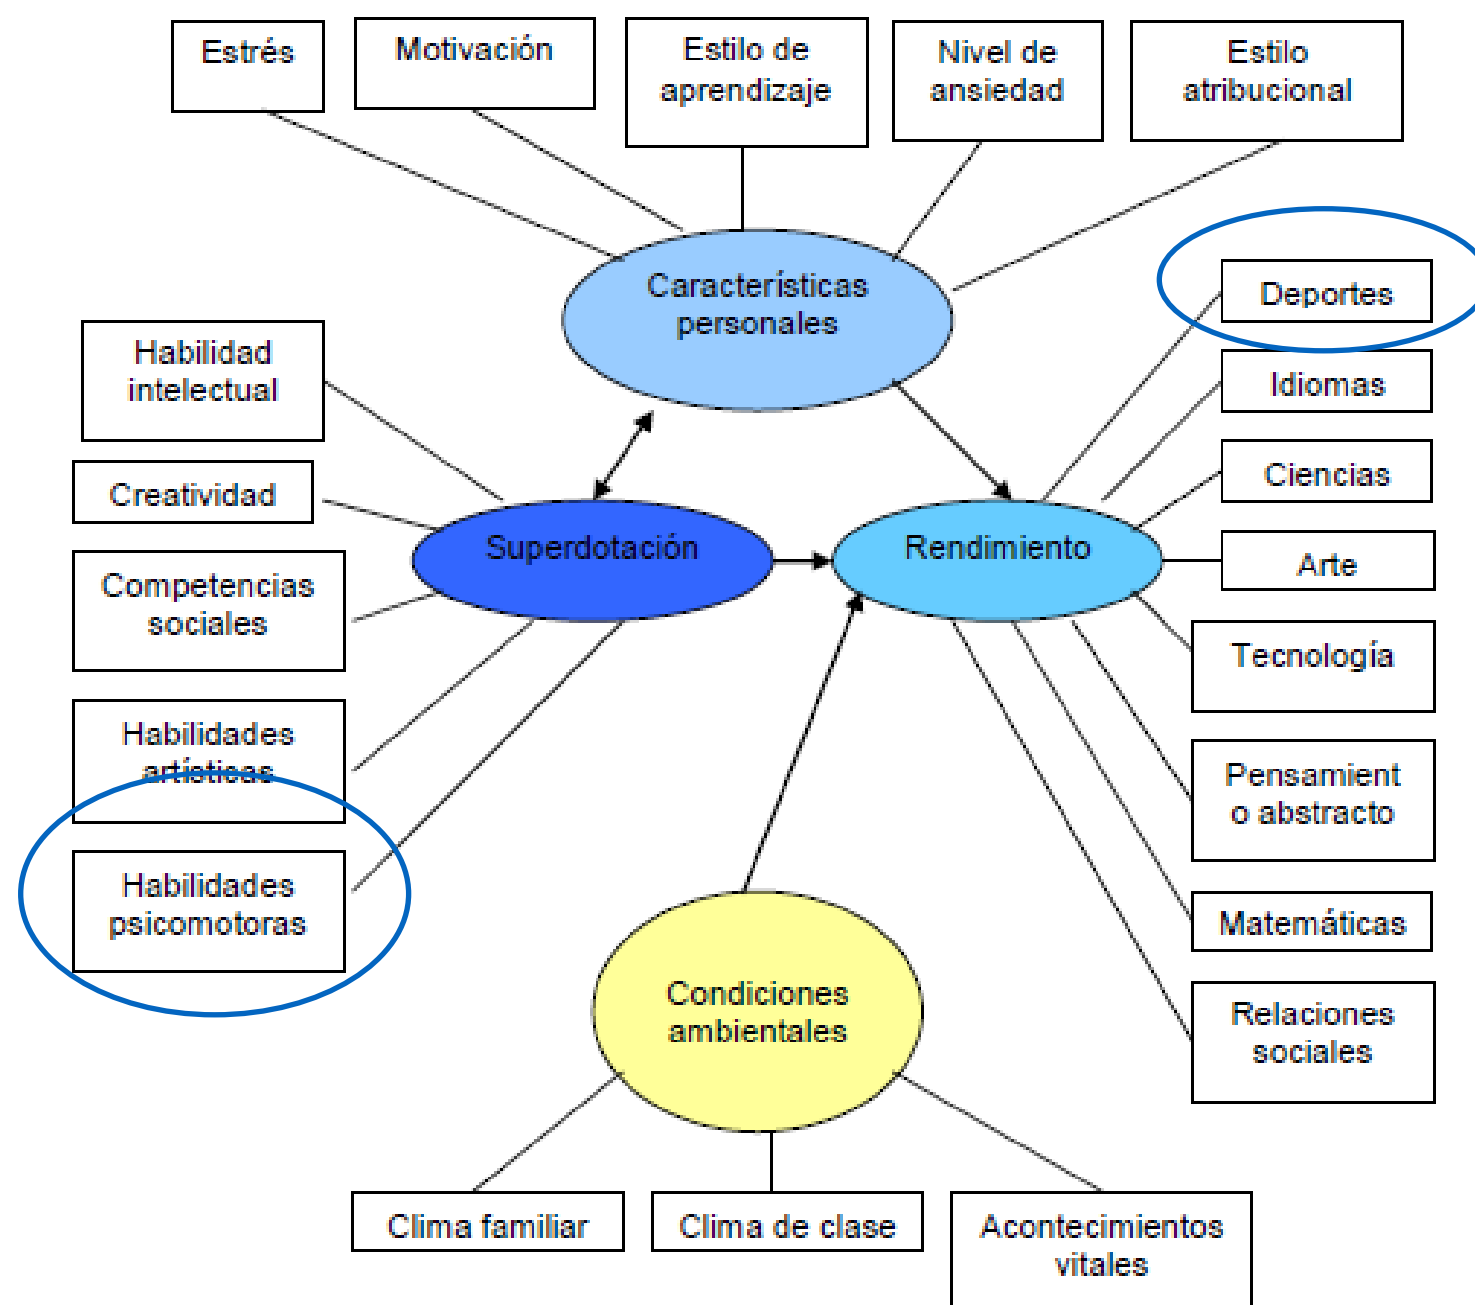 Estrés
Motivación
Estilo de
aprendizaje
Nivel de
ansiedad
Estilo
atribucional
Características
personales
Deportes
Habilidad
intelectual
Idiomas
Creatividad
Ciencias
Superdotación
Rendimiento
Arte
Competencias
sociales
Tecnología
Habilidades
artísticas
Pensamient
o abstracto
Habilidades
psicomotoras
Matemáticas
Condiciones
ambientales
Relaciones
sociales
Clima familiar
Clima de clase
Acontecimientos
vitales